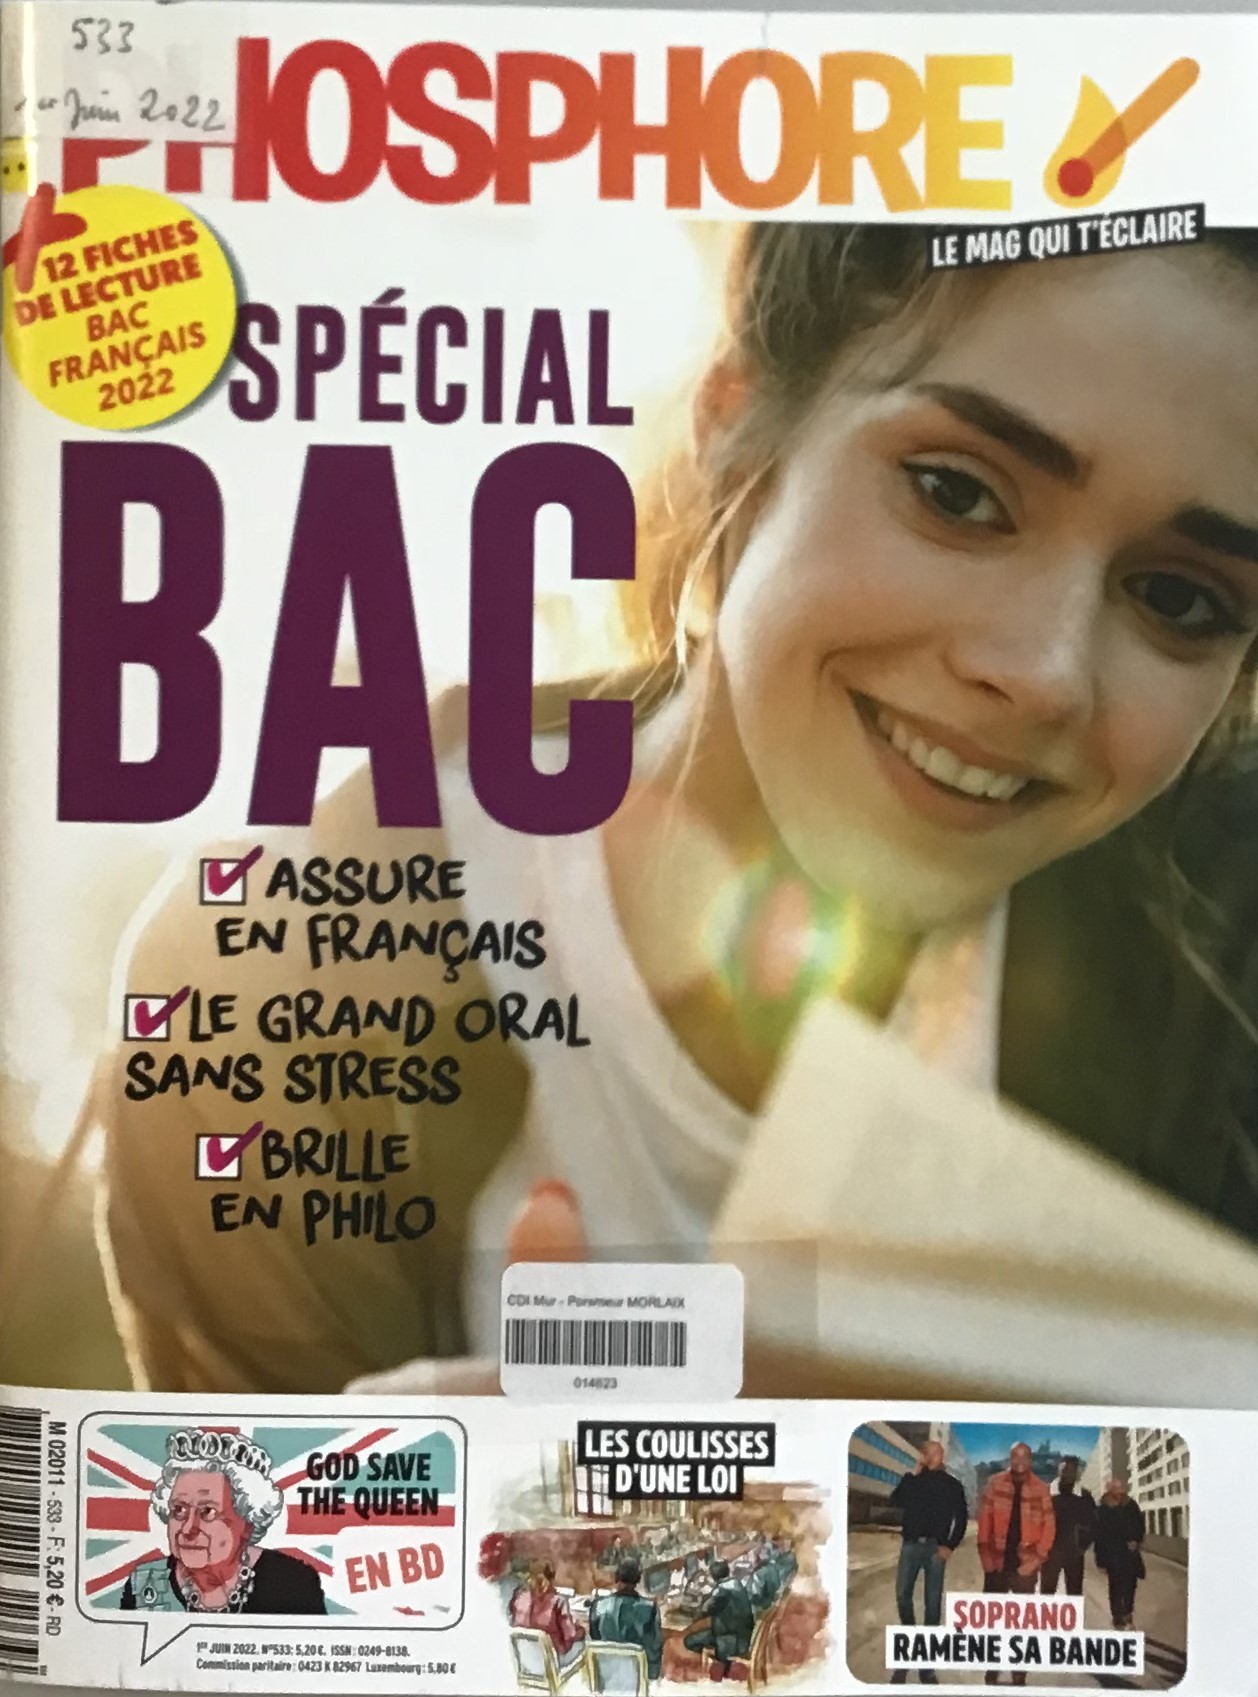 533
1er Juin 2022
PHOSPHORE
LE MAG QUI T'ÉCLAIRE
12 FICHES
DE LECTURE
BAC
FRANÇAIS
2022
SPÉCIAL
BAC
ASSURE
EN FRANÇAIS
LE GRAND ORAL
SANS STRESS
BRILLE
EN PHILO
CDI Mur - Porsmeur MORLAIX
014623
M 02011 - 533 - F: 5,20 € - RD
GOD SAVE
THE QUEEN
EN BD
1ER JUIN 2022. N°533: 5,20 €. ISSN : 0249-8138.
Commission paritaire : 0423 K 82967 Luxembourg : 5,80 €
LES COULISSES
D'UNE LOI
SOPRANO
RAMÈNE SA BANDE